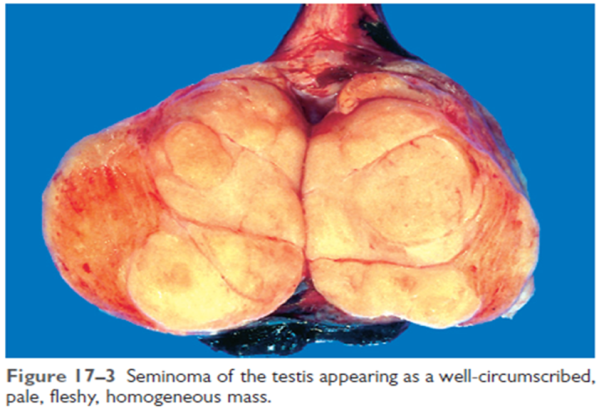 Figure 17–3 Seminoma of the testis appearing as a well-circumscribed,
pale, fleshy, homogeneous mass.